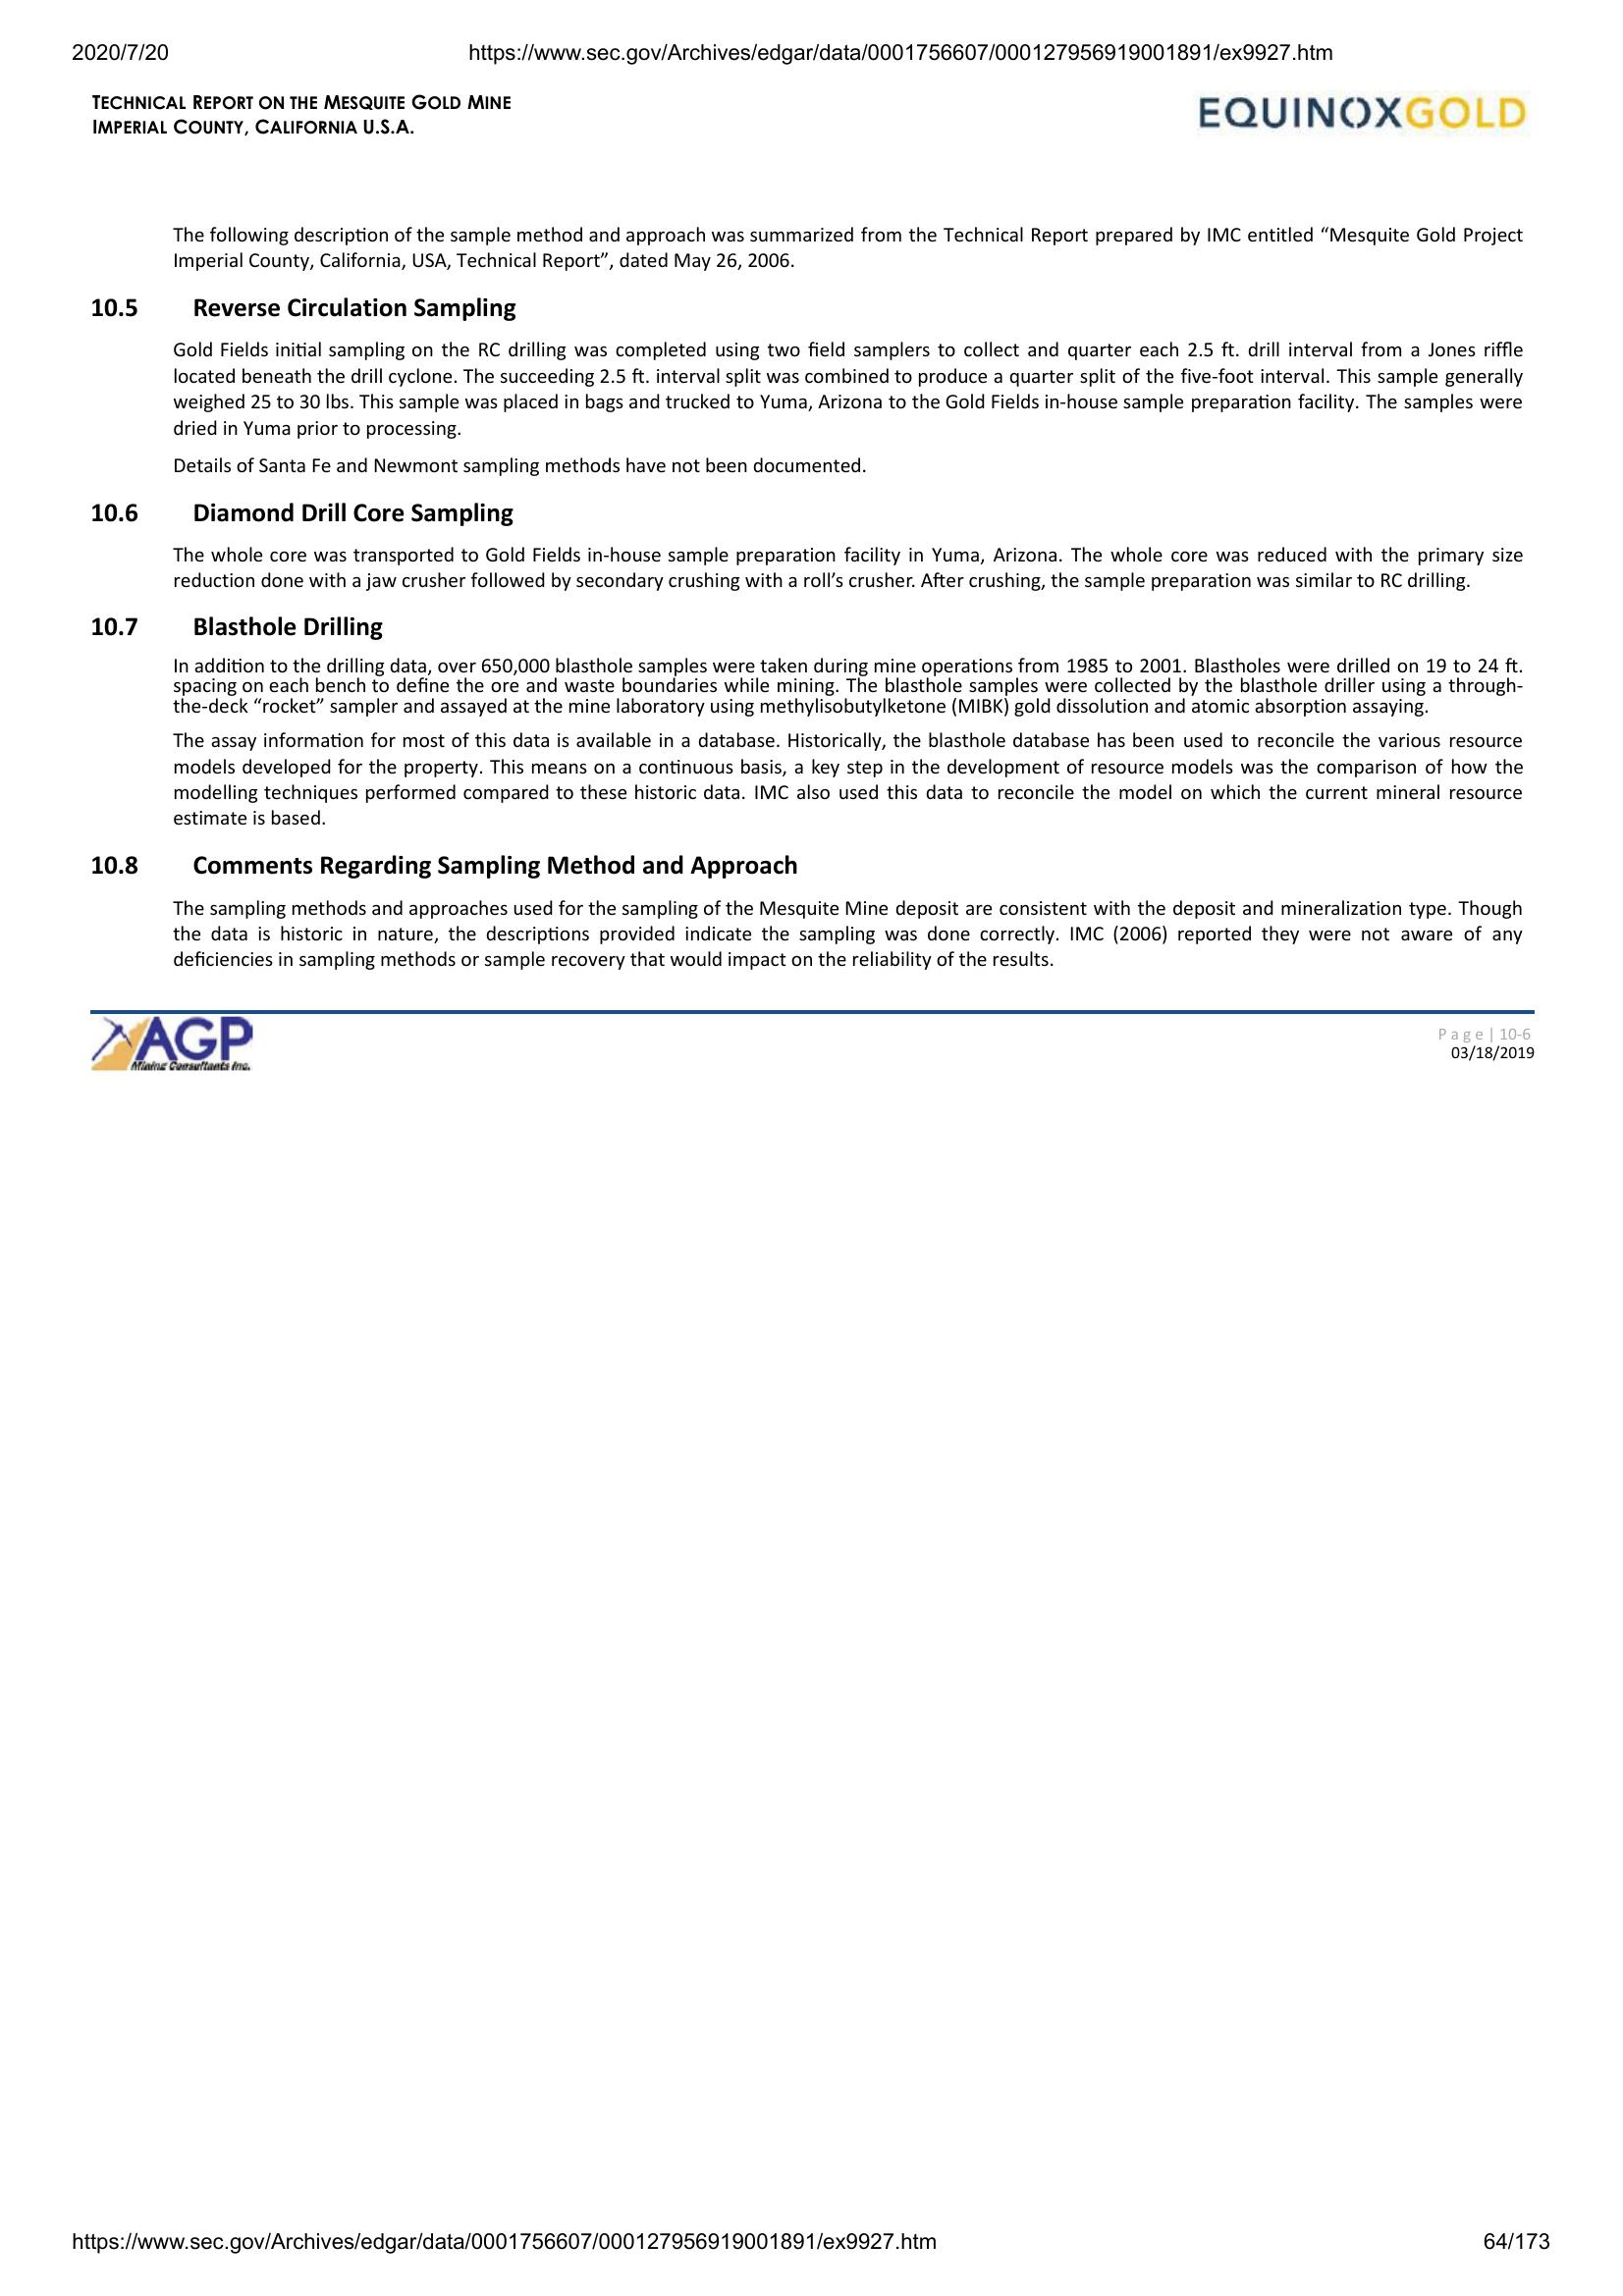 2020/7/20 https://www.sec.gov/Archives/edgar/data/0001756607/000127956919001891/ex9927.htm
TECHNICAL REPORT ON THE MESQUITE GOLD MINE
IMPERIAL COUNTY, CALIFORNIA U.S.A.
EQUINOXGOLD
The following description of the sample method and approach was summarized from the Technical Report prepared by IMC entitled “Mesquite Gold Project
Imperial County, California, USA, Technical Report”, dated May 26, 2006.
10.5 Reverse Circulation Sampling
Gold Fields initial sampling on the RC drilling was completed using two field samplers to collect and quarter each 2.5 ft. drill interval from a Jones riffle
located beneath the drill cyclone. The succeeding 2.5 ft. interval split was combined to produce a quarter split of the five-foot interval. This sample generally
weighed 25 to 30 lbs. This sample was placed in bags and trucked to Yuma, Arizona to the Gold Fields in-house sample preparation facility. The samples were
dried in Yuma prior to processing.
Details of Santa Fe and Newmont sampling methods have not been documented.
10.6 Diamond Drill Core Sampling
The whole core was transported to Gold Fields in-house sample preparation facility in Yuma, Arizona. The whole core was reduced with the primary size
reduction done with a jaw crusher followed by secondary crushing with a roll’s crusher. After crushing, the sample preparation was similar to RC drilling.
10.7 Blasthole Drilling
In addition to the drilling data, over 650,000 blasthole samples were taken during mine operations from 1985 to 2001. Blastholes were drilled on 19 to 24 ft.
spacing on each bench to define the ore and waste boundaries while mining. The blasthole samples were collected by the blasthole driller using a through-
the-deck “rocket” sampler and assayed at the mine laboratory using methylisobutylketone (MIBK) gold dissolution and atomic absorption assaying.
The assay information for most of this data is available in a database. Historically, the blasthole database has been used to reconcile the various resource
models developed for the property. This means on a continuous basis, a key step in the development of resource models was the comparison of how the
modelling techniques performed compared to these historic data. IMC also used this data to reconcile the model on which the current mineral resource
estimate is based.
10.8 Comments Regarding Sampling Method and Approach
The sampling methods and approaches used for the sampling of the Mesquite Mine deposit are consistent with the deposit and mineralization type. Though
the data is historic in nature, the descriptions provided indicate the sampling was done correctly. IMC (2006) reported they were not aware of any
deficiencies in sampling methods or sample recovery that would impact on the reliability of the results.
AGP
Mining Consultants Inc.
Page | 10-6
03/18/2019
https://www.sec.gov/Archives/edgar/data/0001756607/000127956919001891/ex9927.htm 64/173